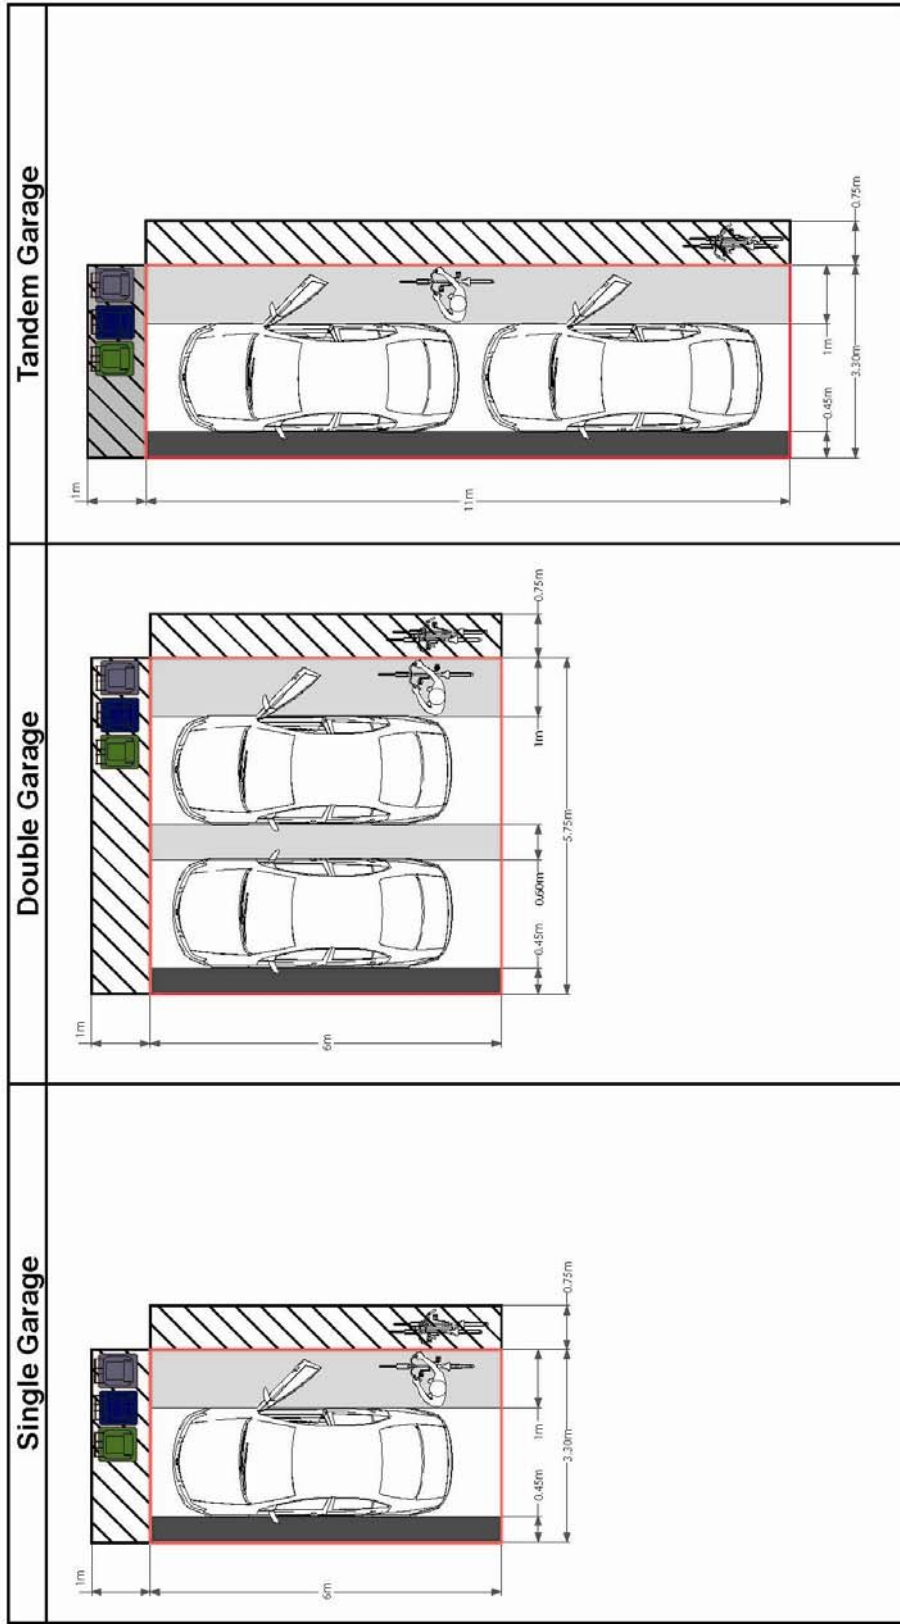 Single Garage
1m
6m
0.45m
1m
3.30m
0.75m
Double Garage
1m
6m
0.45m
0.60m
1m
5.75m
0.75m
Tandem Garage
1m
11m
0.45m
1m
3.30m
0.75m